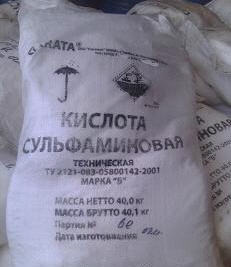 КИСЛОТА
СУЛЬФАМИНОВАЯ
ТЕХНИЧЕСКАЯ
ТУ 2121-083-05800142-2001
МАРКА "Б"
МАССА НЕТТО 40,0 кг
МАССА БРУТТО 40,1 кг
Партия № 60
Дата изготовления